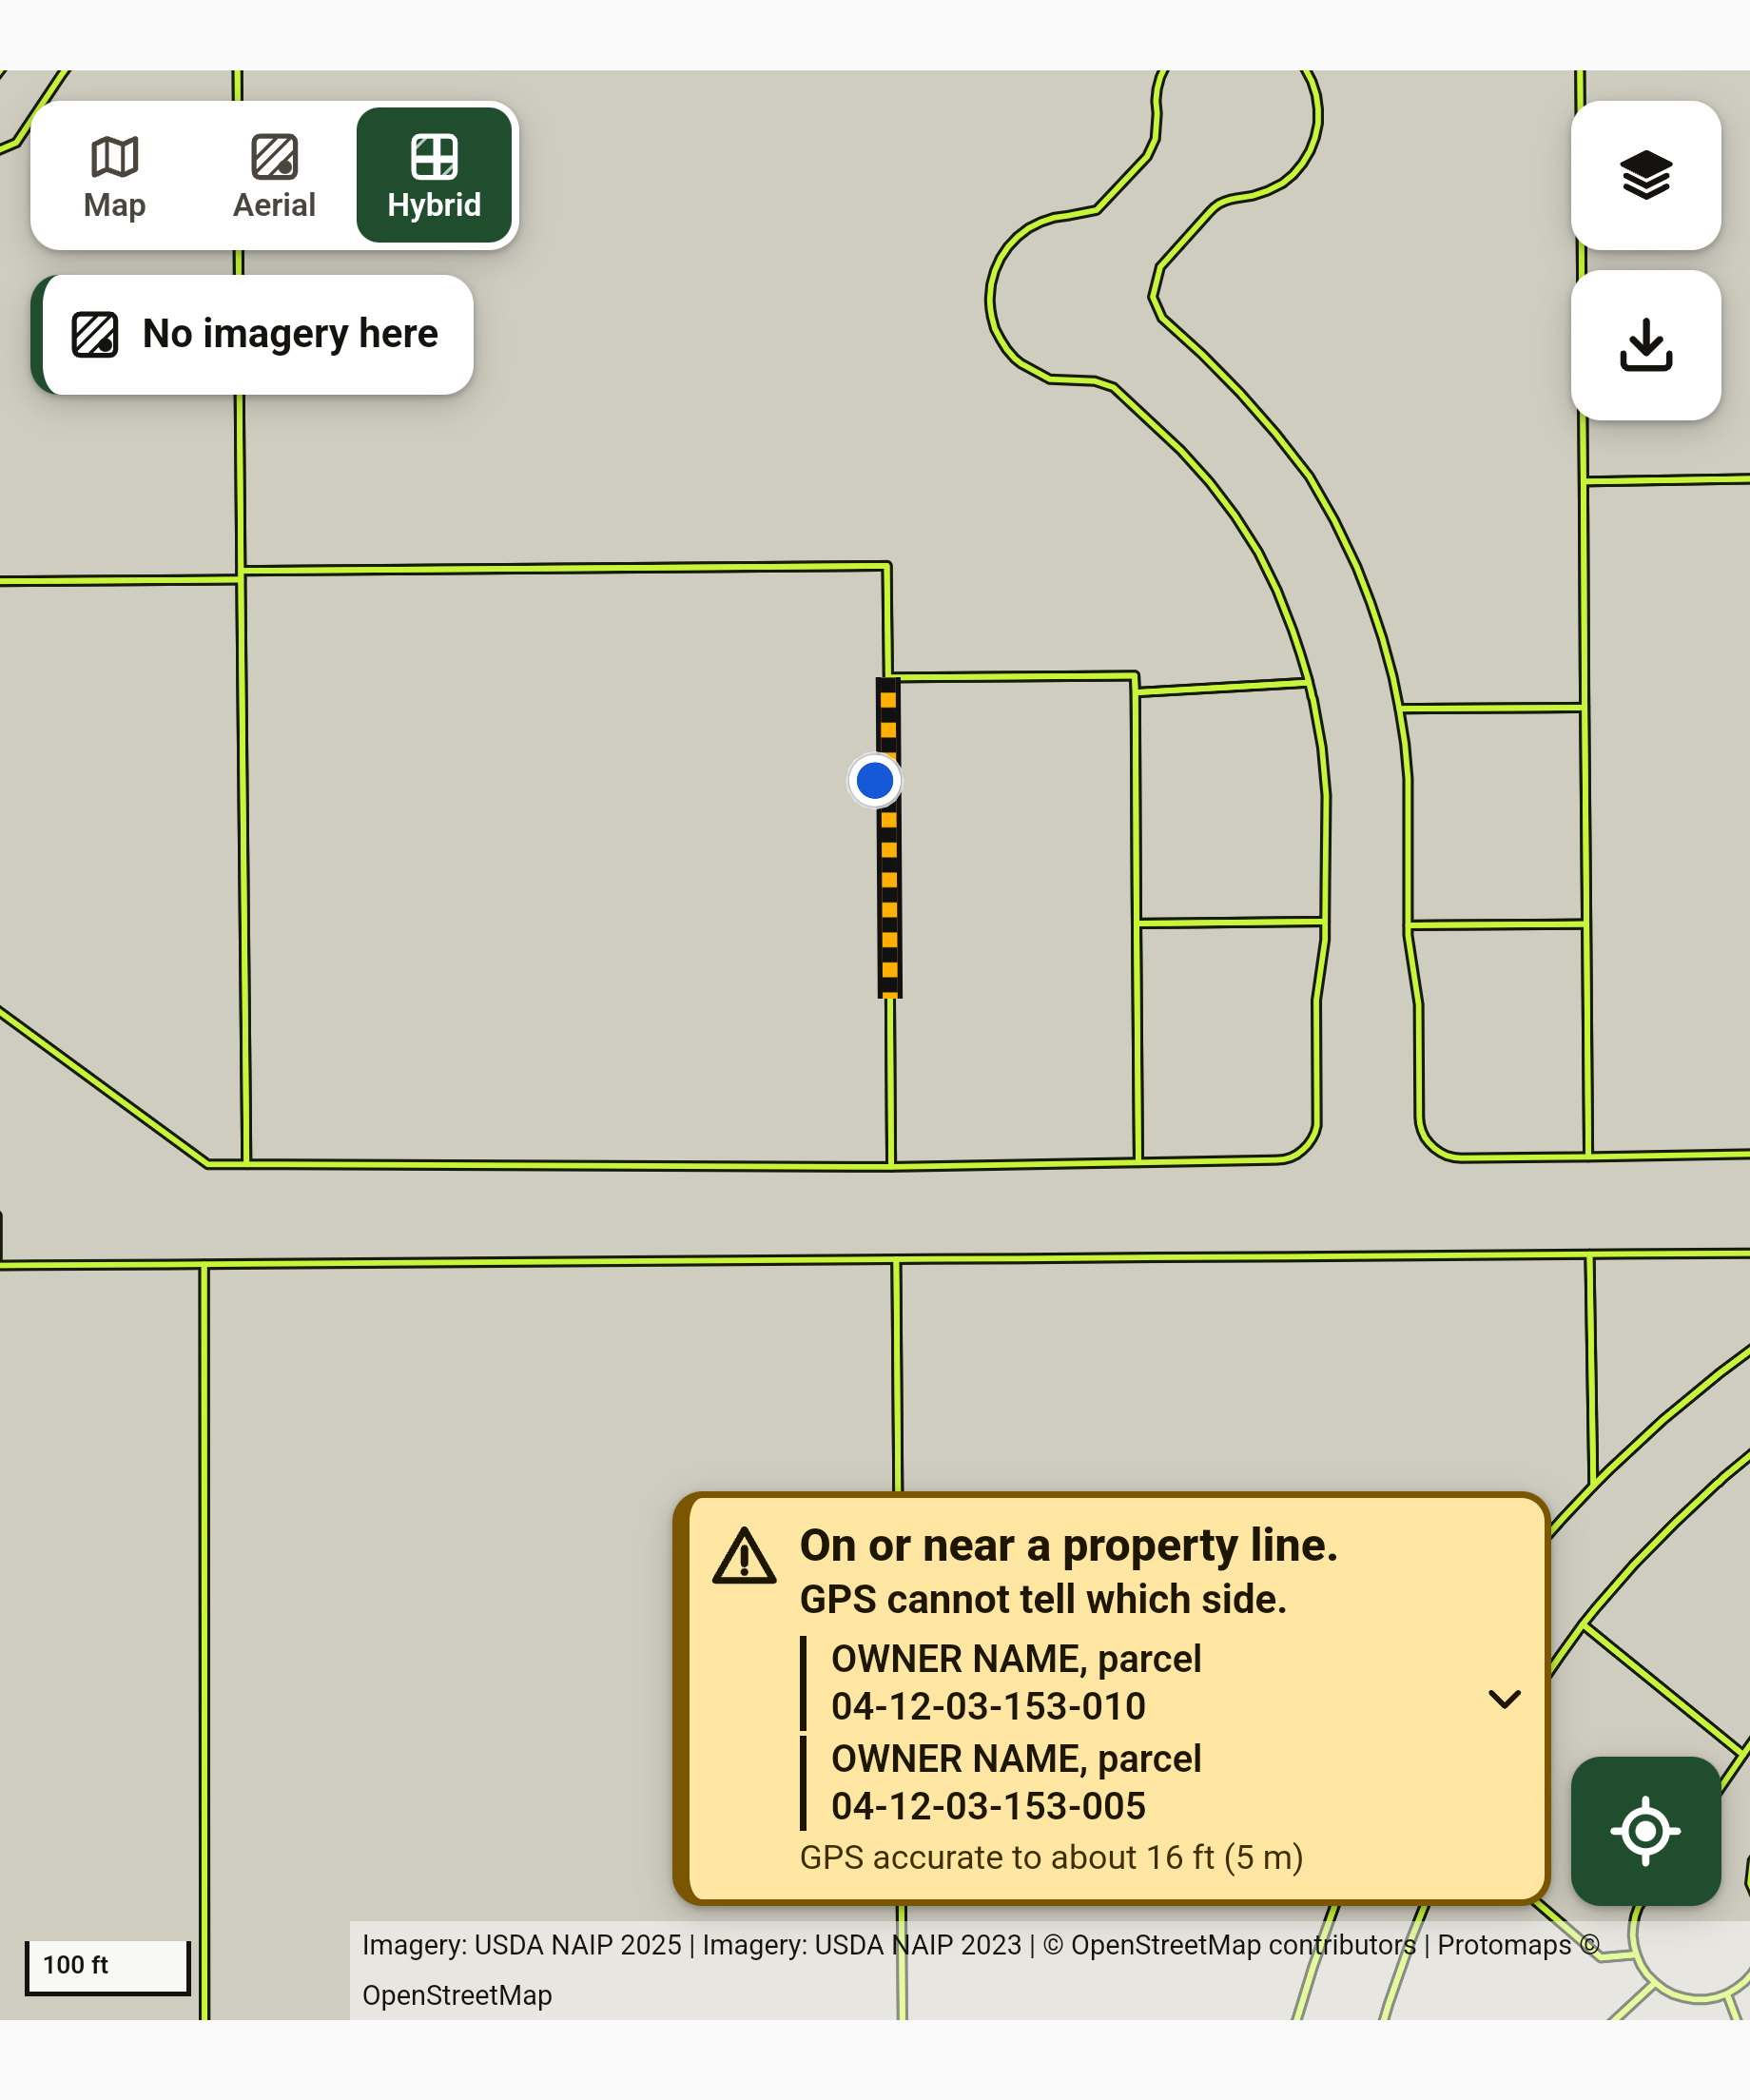 Map
Aerial
Hybrid
No imagery here
On or near a property line.
GPS cannot tell which side.
OWNER NAME, parcel
04-12-03-153-010
OWNER NAME, parcel
04-12-03-153-005
GPS accurate to about 16 ft (5 m)
100 ft
Imagery: USDA NAIP 2025 | Imagery: USDA NAIP 2023 | © OpenStreetMap contributors | Protomaps ©
OpenStreetMap